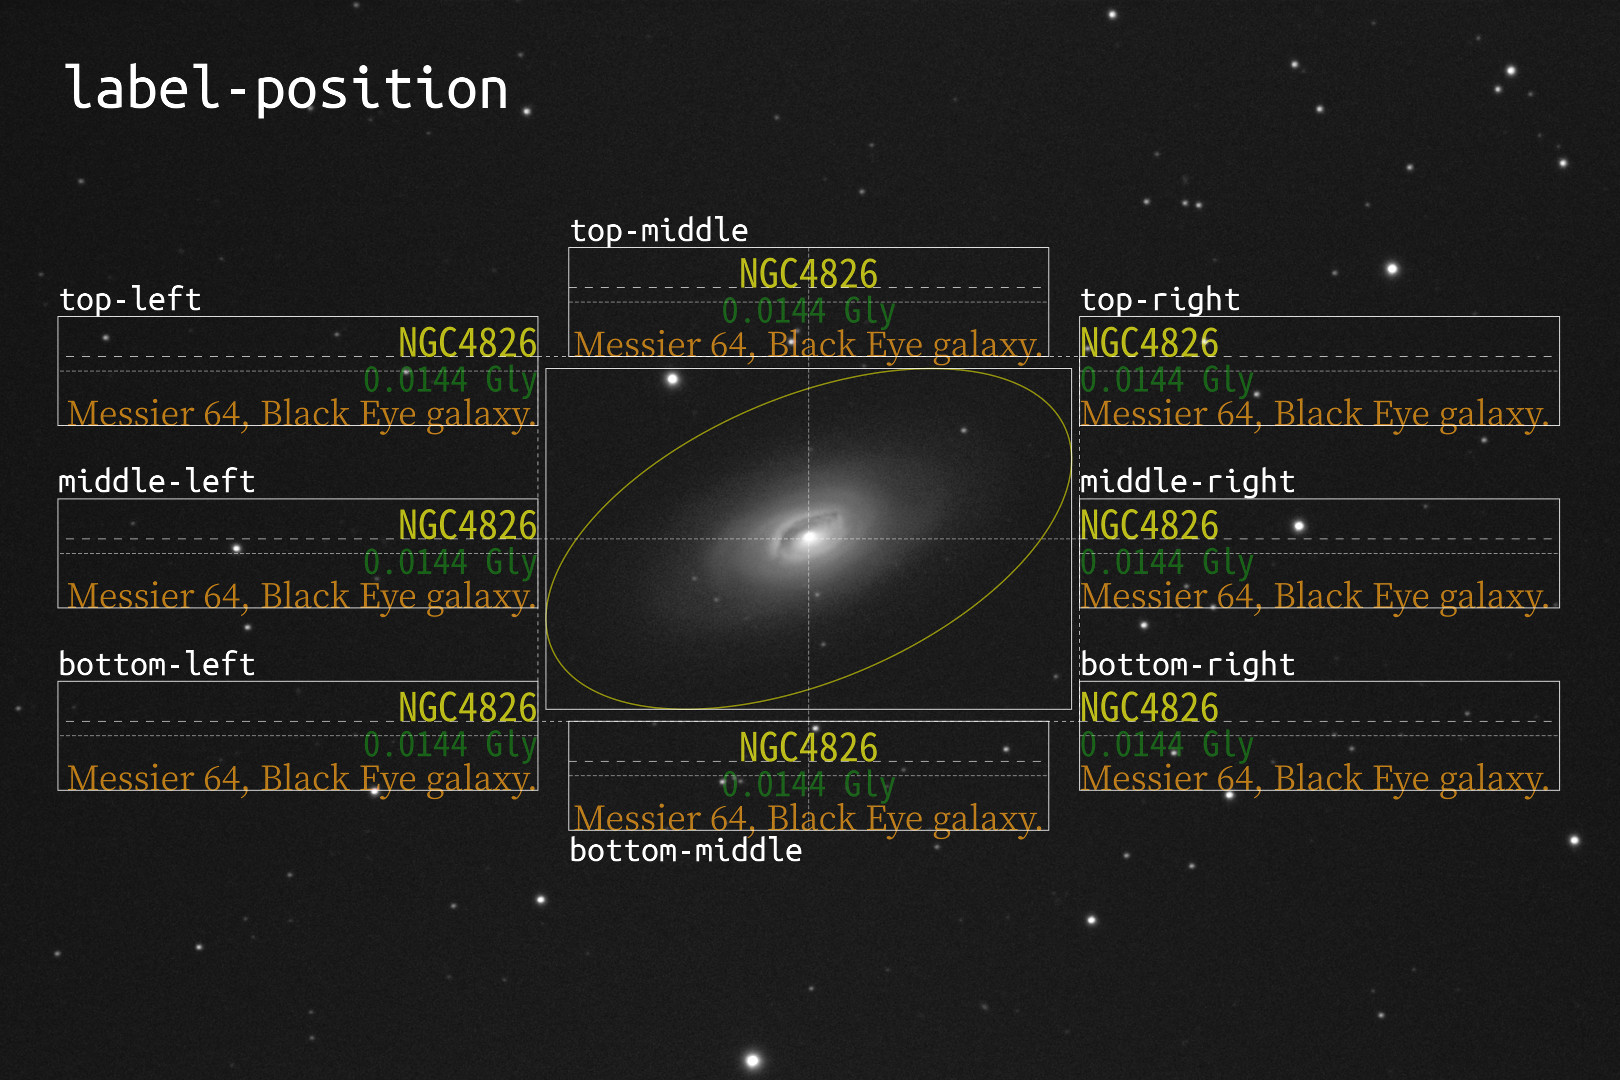 label-position
top-middle
NGC4826
0.0144 Gly
Messier 64, Black Eye galaxy.
top-left
NGC4826
0.0144 Gly
Messier 64, Black Eye galaxy.
top-right
NGC4826
0.0144 Gly
Messier 64, Black Eye galaxy.
middle-left
NGC4826
0.0144 Gly
Messier 64, Black Eye galaxy.
middle-right
NGC4826
0.0144 Gly
Messier 64, Black Eye galaxy.
bottom-left
NGC4826
0.0144 Gly
Messier 64, Black Eye galaxy.
bottom-right
NGC4826
0.0144 Gly
Messier 64, Black Eye galaxy.
NGC4826
0.0144 Gly
Messier 64, Black Eye galaxy.
bottom-middle